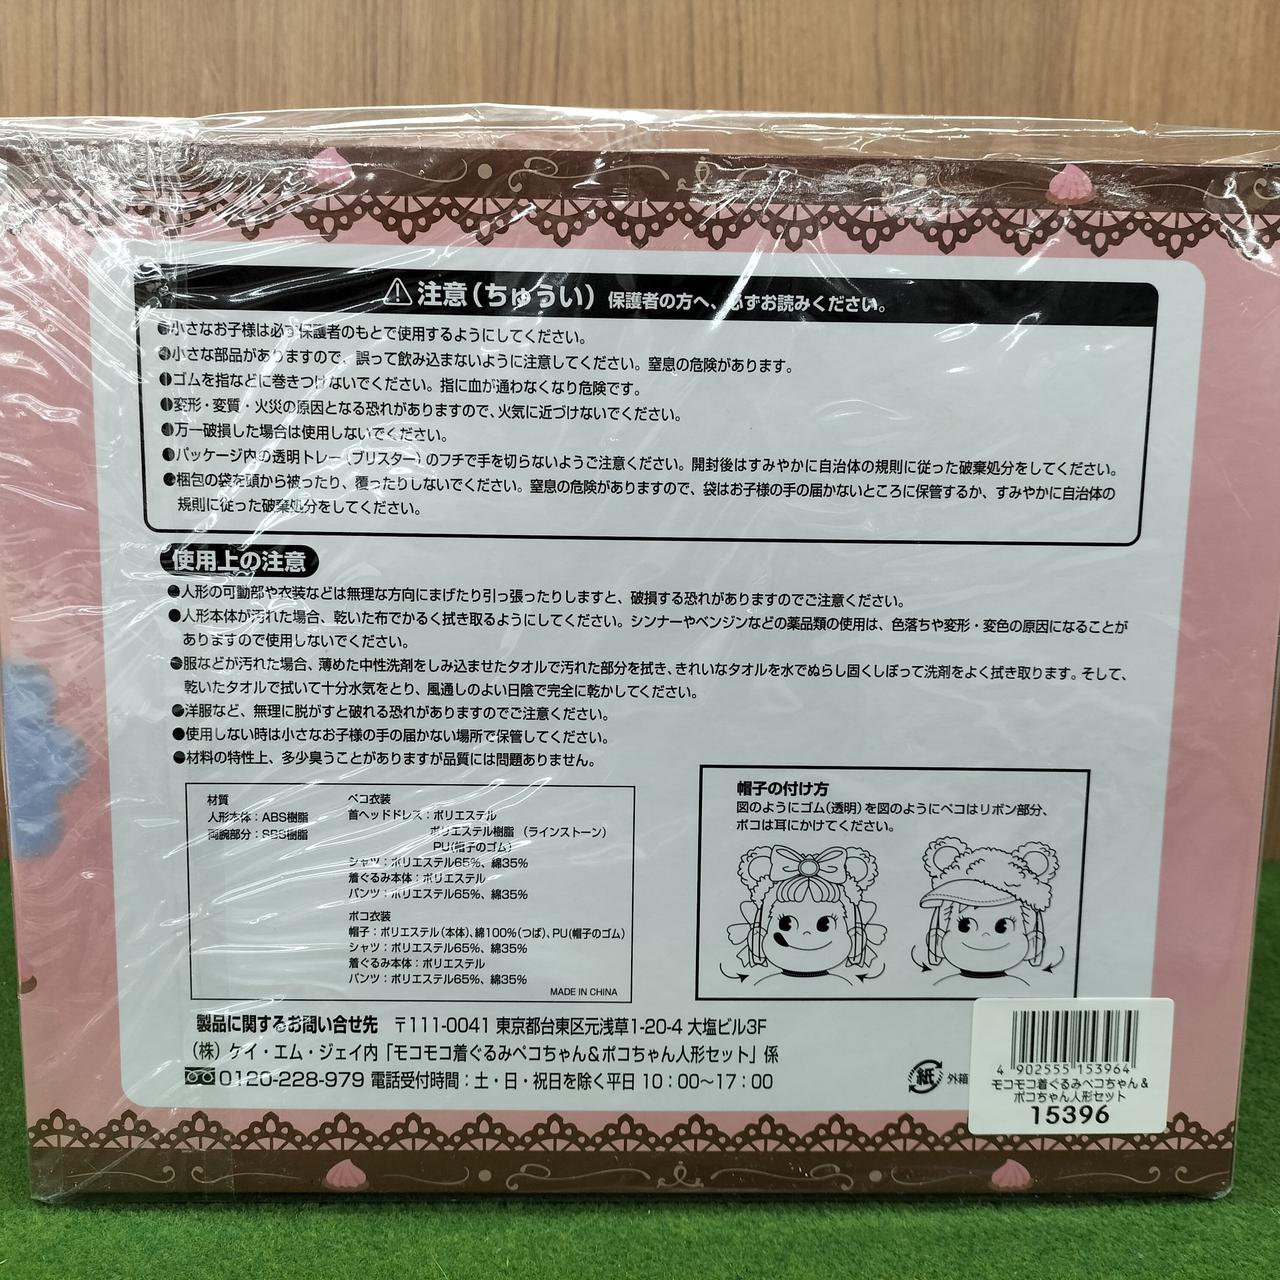 ⚠注意(ちゅうい) 保護者の方へ、必ずお読みください。
●小さなお子様は必ず保護者のもとで使用するようにしてください。
●小さな部品がありますので、誤って飲み込まないように注意してください。窒息の危険があります。
●ゴムを指などに巻きつけないでください。指に血が通わなくなり危険です。
●変形・変質・火災の原因となる恐れがありますので、火気に近づけないでください。
●万一破損した場合は使用しないでください。
●パッケージ内の透明トレー(ブリスター)のフチで手を切らないようご注意ください。開封後はすみやかに自治体の規則に従った破棄処分をしてください。
●梱包の袋を頭から被ったり、覆ったりしないでください。窒息の危険がありますので、袋はお子様の手の届かないところに保管するか、すみやかに自治体の
規則に従った破棄処分をしてください。
使用上の注意
●人形の可動部や衣装などは無理な方向にまげたり引っ張ったりしますと、破損する恐れがありますのでご注意ください。
●人形本体が汚れた場合、乾いた布でかるく拭き取るようにしてください。シンナーやベンジンなどの薬品類の使用は、色落ちや変形・変色の原因になることが
ありますので使用しないでください。
●服などが汚れた場合、薄めた中性洗剤をしみ込ませたタオルで汚れた部分を拭き、きれいなタオルを水でぬらし固くしぼって洗剤をよく拭き取ります。そして、
乾いたタオルで拭いて十分水気をとり、風通しのよい日陰で完全に乾かしてください。
●洋服など、無理に脱がすと破れる恐れがありますのでご注意ください。
●使用しない時は小さなお子様の手の届かない場所で保管してください。
●材料の特性上、多少臭うことがありますが品質には問題ありません。
材質
人形本体：ABS樹脂
両腕部分：SBS樹脂
ペコ衣装
首ヘッドドレス：ポリエステル
ポリエステル樹脂 (ラインストーン)
PU(帽子のゴム)
シャツ：ポリエステル65%、綿35%
着ぐるみ本体：ポリエステル
パンツ：ポリエステル65%、綿35%
ポコ衣装
帽子：ポリエステル(本体)、綿100%(つば)、PU(帽子のゴム)
シャツ：ポリエステル65%、綿35%
着ぐるみ本体：ポリエステル
パンツ：ポリエステル65%、綿35%
MADE IN CHINA
帽子の付け方
図のようにゴム(透明)を図のようにペコはリボン部分、
ポコは耳にかけてください。
製品に関するお問い合せ先 〒111-0041 東京都台東区元浅草1-20-4 大塩ビル3F
(株) ケイ・エム・ジェイ内「モコモコ着ぐるみペコちゃん&ポコちゃん人形セット」係
0120-228-979 電話受付時間：土・日・祝日を除く平日 10：00～17：00
紙 外箱
4 902555 153964
モコモコ着ぐるみペコちゃん&
ポコちゃん人形セット
15396